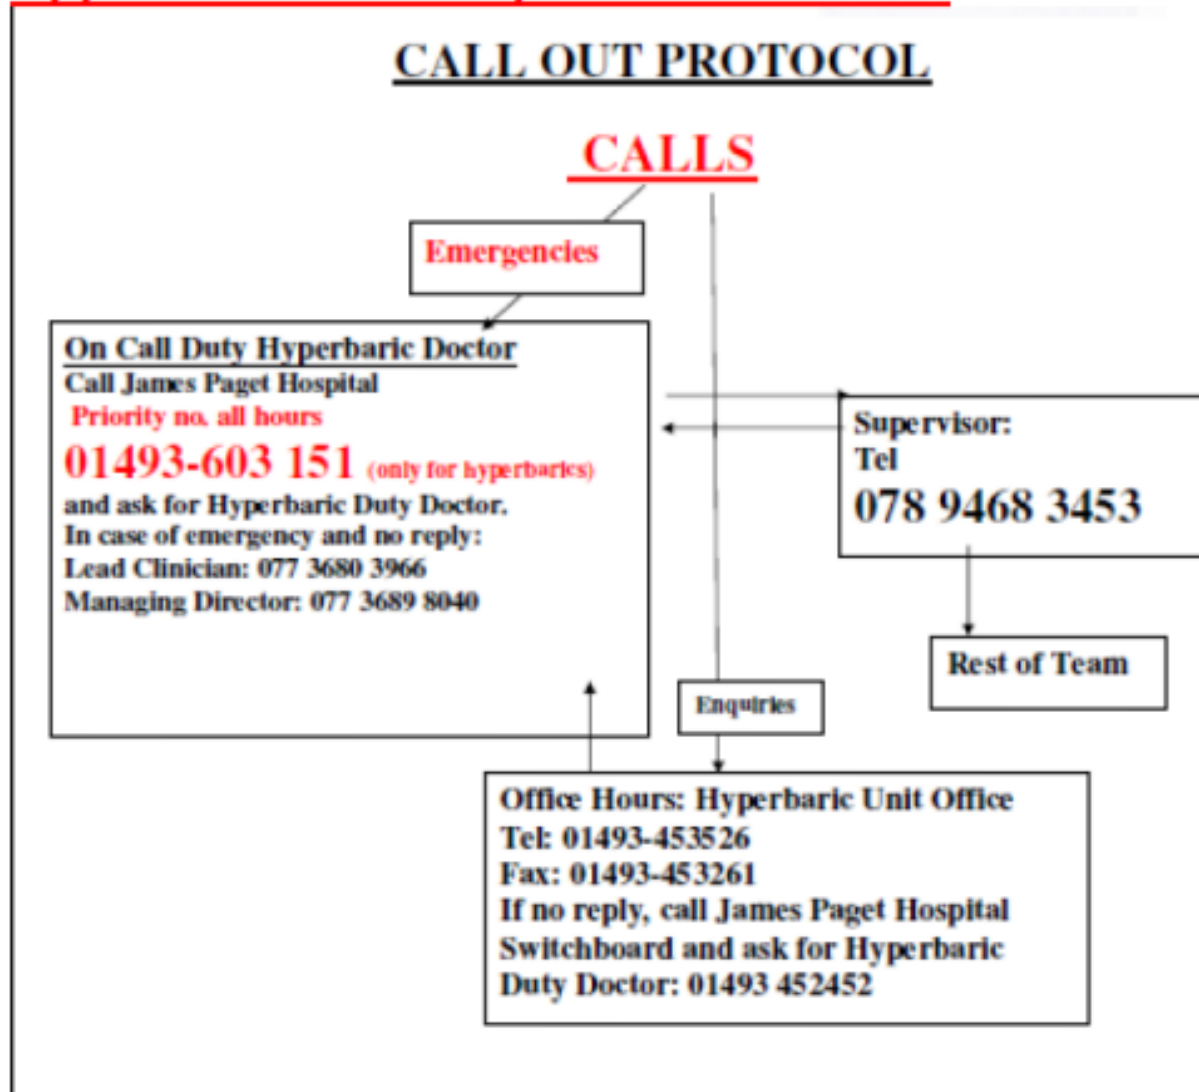 CALL OUT PROTOCOL
CALLS
Emergencies
On Call Duty Hyperbaric Doctor
Call James Paget Hospital
Priority no. all hours
01493-603 151 (only for hyperbarics)
and ask for Hyperbaric Duty Doctor.
In case of emergency and no reply:
Lead Clinician: 077 3680 3966
Managing Director: 077 3689 8040
Supervisor:
Tel
078 9468 3453
Rest of Team
Enquiries
Office Hours: Hyperbaric Unit Office
Tel: 01493-453526
Fax: 01493-453261
If no reply, call James Paget Hospital
Switchboard and ask for Hyperbaric
Duty Doctor: 01493 452452